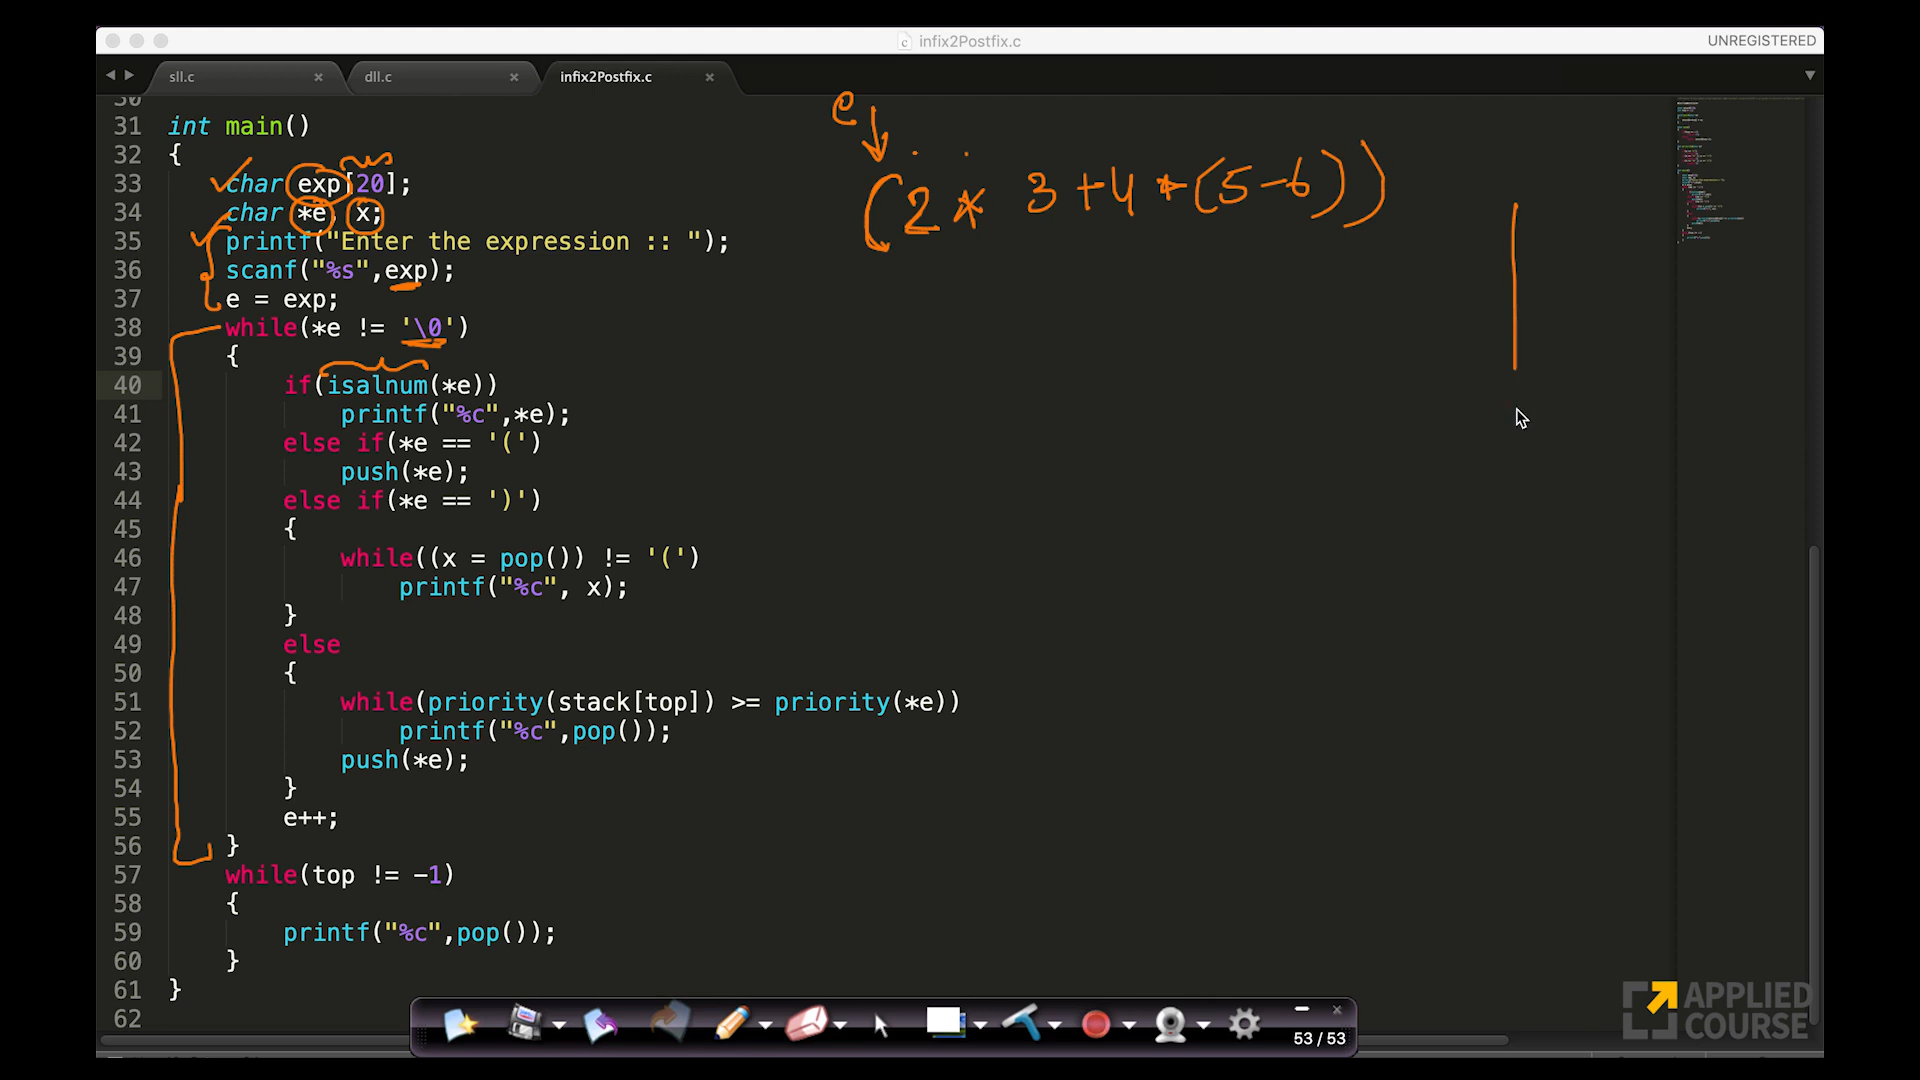 infix2Postfix.c
UNREGISTERED
sll.c
dll.c
infix2Postfix.c
e
(2 * 3 + 4 * (5 - 6))
30
31 int main()
32 {
33 char exp[20];
34 char *e, x;
35 printf("Enter the expression :: ");
36 scanf("%s",exp);
37 e = exp;
38 while(*e != '\0')
39 {
40 if(isalnum(*e))
41 printf("%c",*e);
42 else if(*e == '(')
43 push(*e);
44 else if(*e == ')')
45 {
46 while((x = pop()) != '(')
47 printf("%c", x);
48 }
49 else
50 {
51 while(priority(stack[top]) >= priority(*e))
52 printf("%c",pop());
53 push(*e);
54 }
55 e++;
56 }
57 while(top != -1)
58 {
59 printf("%c",pop());
60 }
61 }
62
53 / 53
APPLIED
COURSE